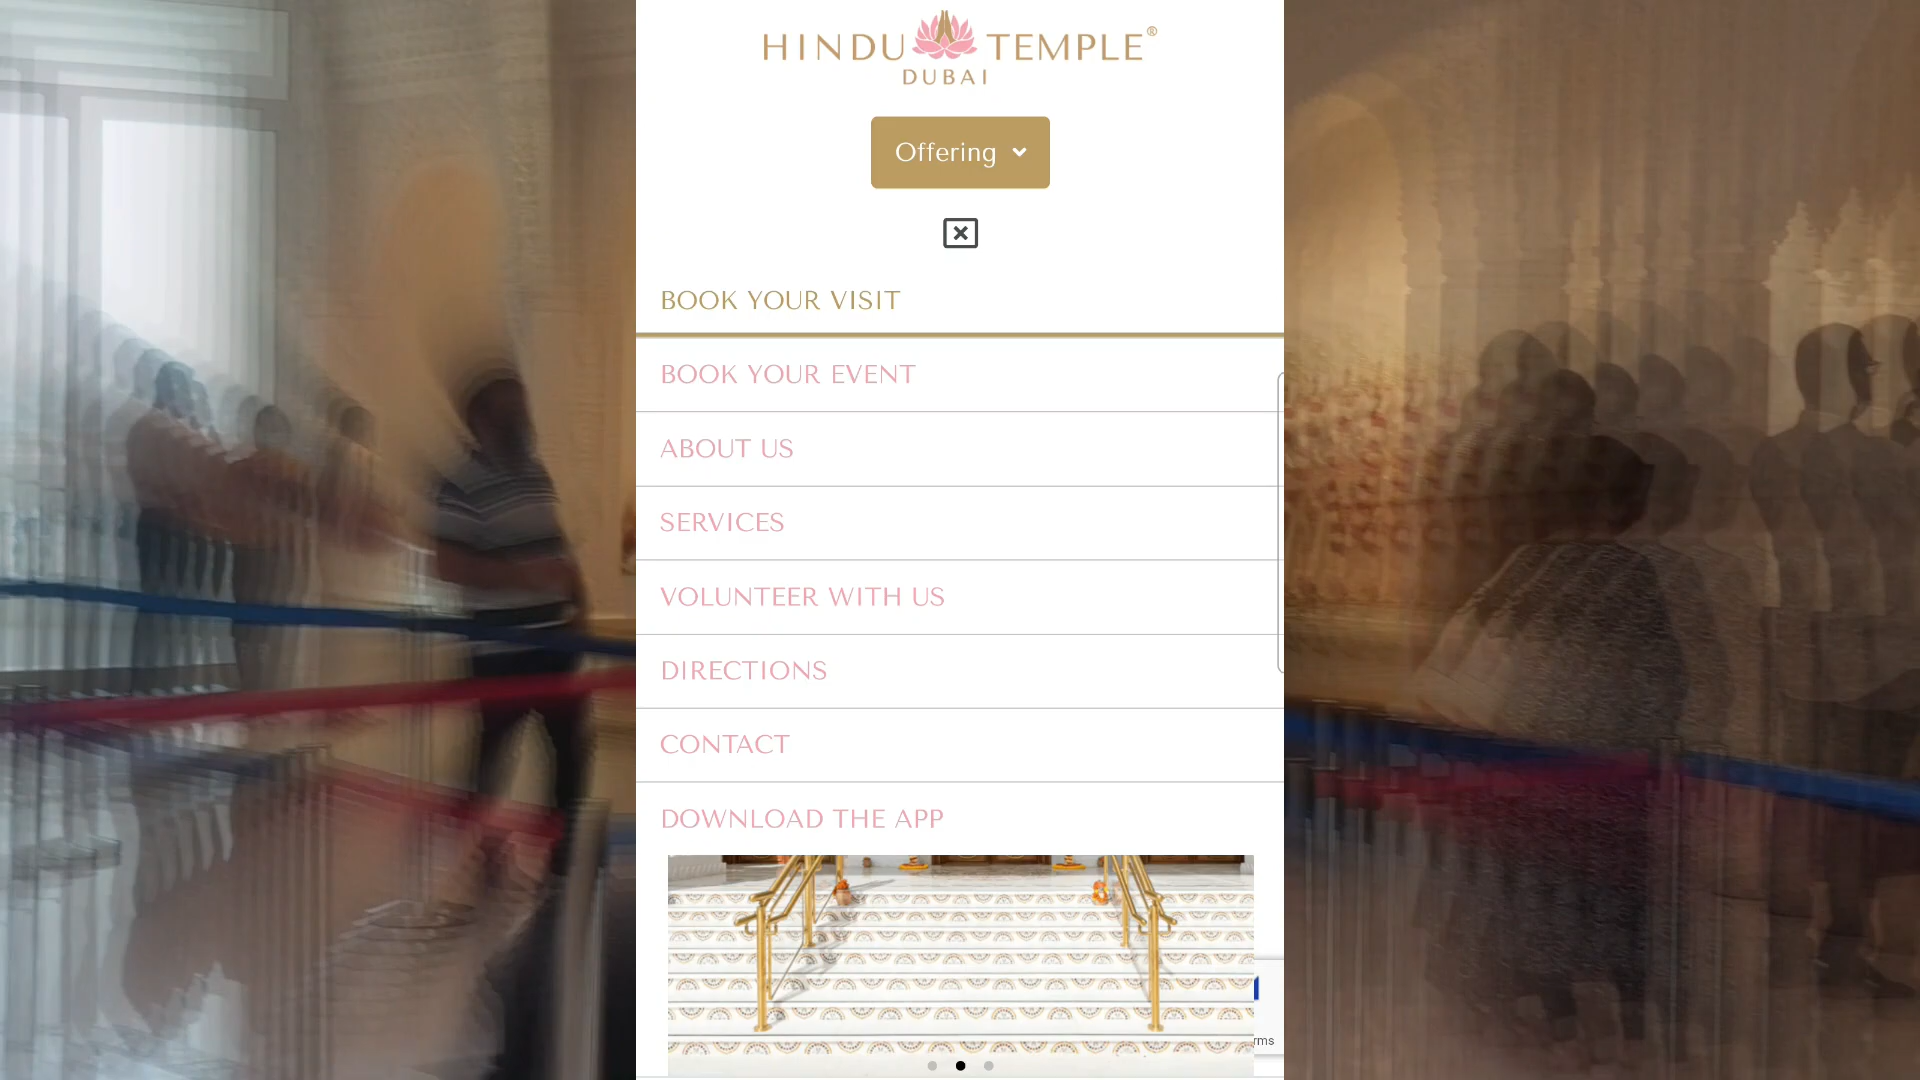 HINDU TEMPLE®
DUBAI
Offering
BOOK YOUR VISIT
BOOK YOUR EVENT
ABOUT US
SERVICES
VOLUNTEER WITH US
DIRECTIONS
CONTACT
DOWNLOAD THE APP